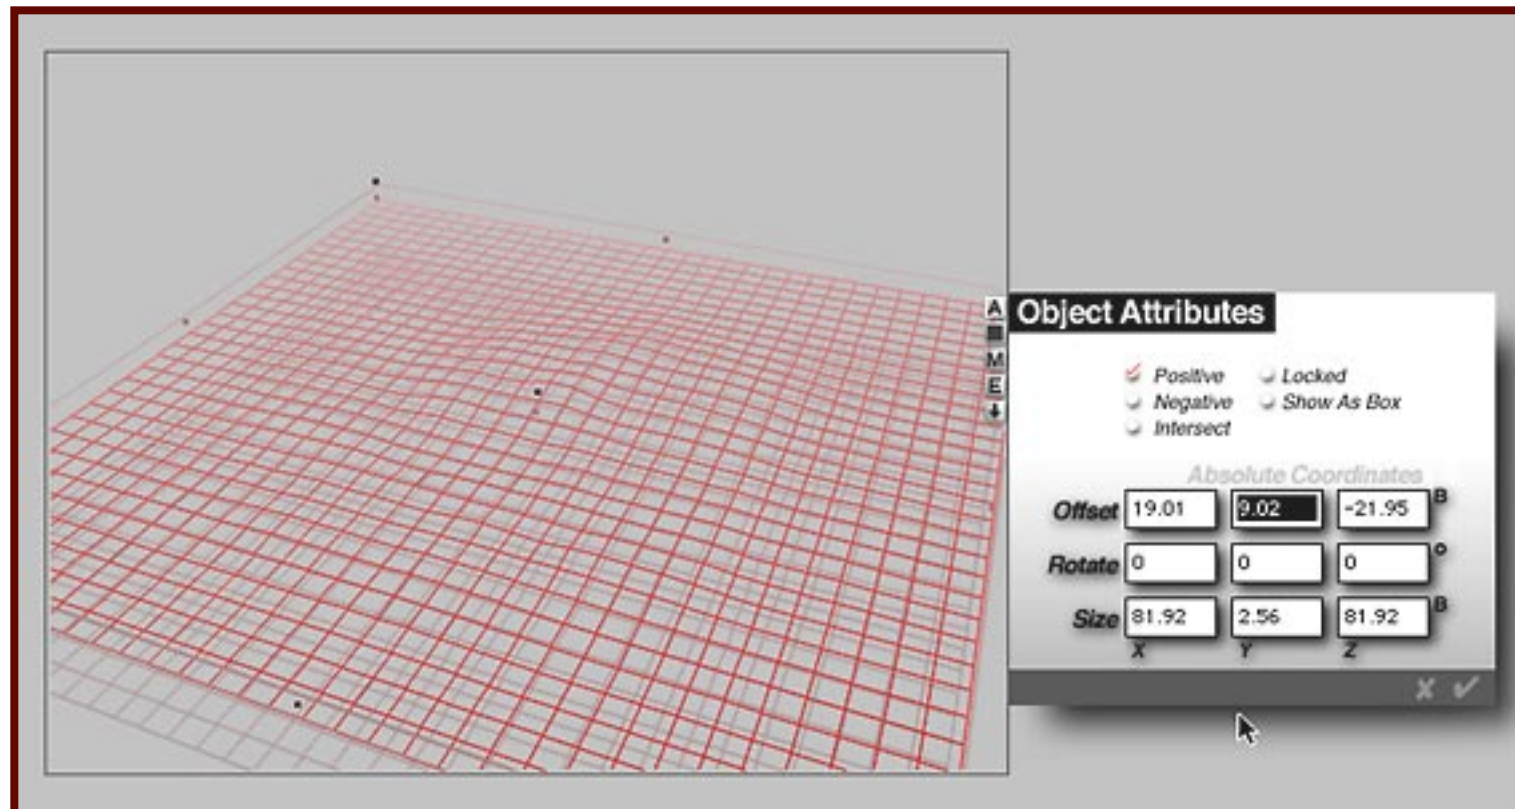 A
M
E
Object Attributes
Positive Locked
Negative Show As Box
Intersect
Absolute Coordinates
Offset 19.01 9.02 -21.95 B
Rotate 0 0 0 °
Size 81.92 2.56 81.92 B
X Y Z